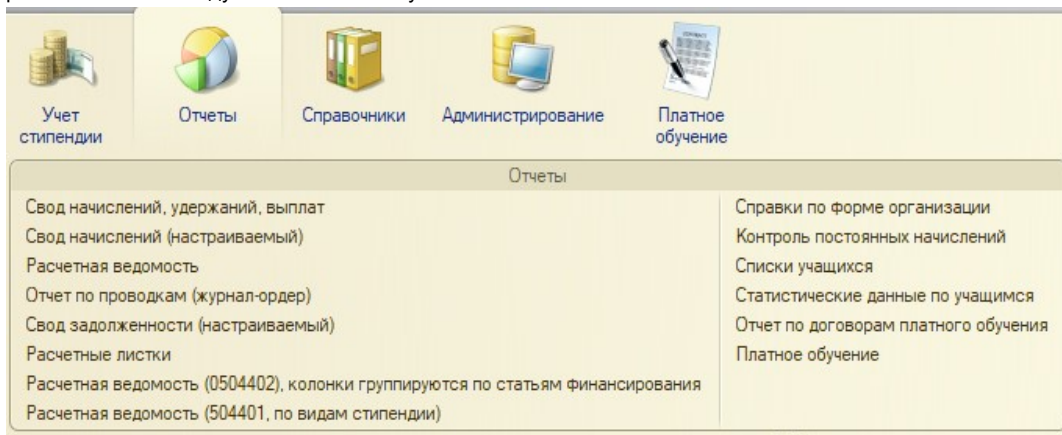 Учет стипендии
Отчеты
Справочники
Администрирование
Платное обучение
Отчеты
Свод начислений, удержаний, выплат
Свод начислений (настраиваемый)
Расчетная ведомость
Отчет по проводкам (журнал-ордер)
Свод задолженности (настраиваемый)
Расчетные листки
Расчетная ведомость (0504402), колонки группируются по статьям финансирования
Расчетная ведомость (504401, по видам стипендии)
Справки по форме организации
Контроль постоянных начислений
Списки учащихся
Статистические данные по учащимся
Отчет по договорам платного обучения
Платное обучение